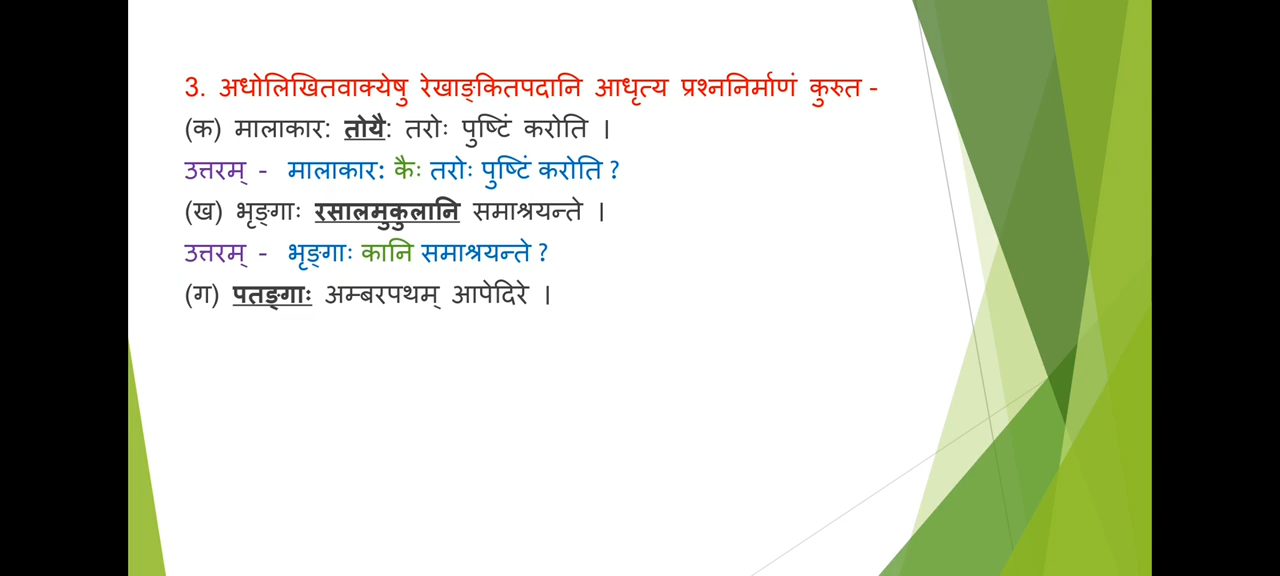 3. अधोलिखितवाक्येषु रेखाङ्कितपदानि आधृत्य प्रश्ननिर्माणं कुरुत -
(क) मालाकार: तोयै: तरोः पुष्टिं करोति ।
उत्तरम् - मालाकार: कैः तरोः पुष्टिं करोति ?
(ख) भृङ्गाः रसालमुकुलानि समाश्रयन्ते ।
उत्तरम् - भृङ्गाः कानि समाश्रयन्ते ?
(ग) पतङ्गाः अम्बरपथम् आपेदिरे ।